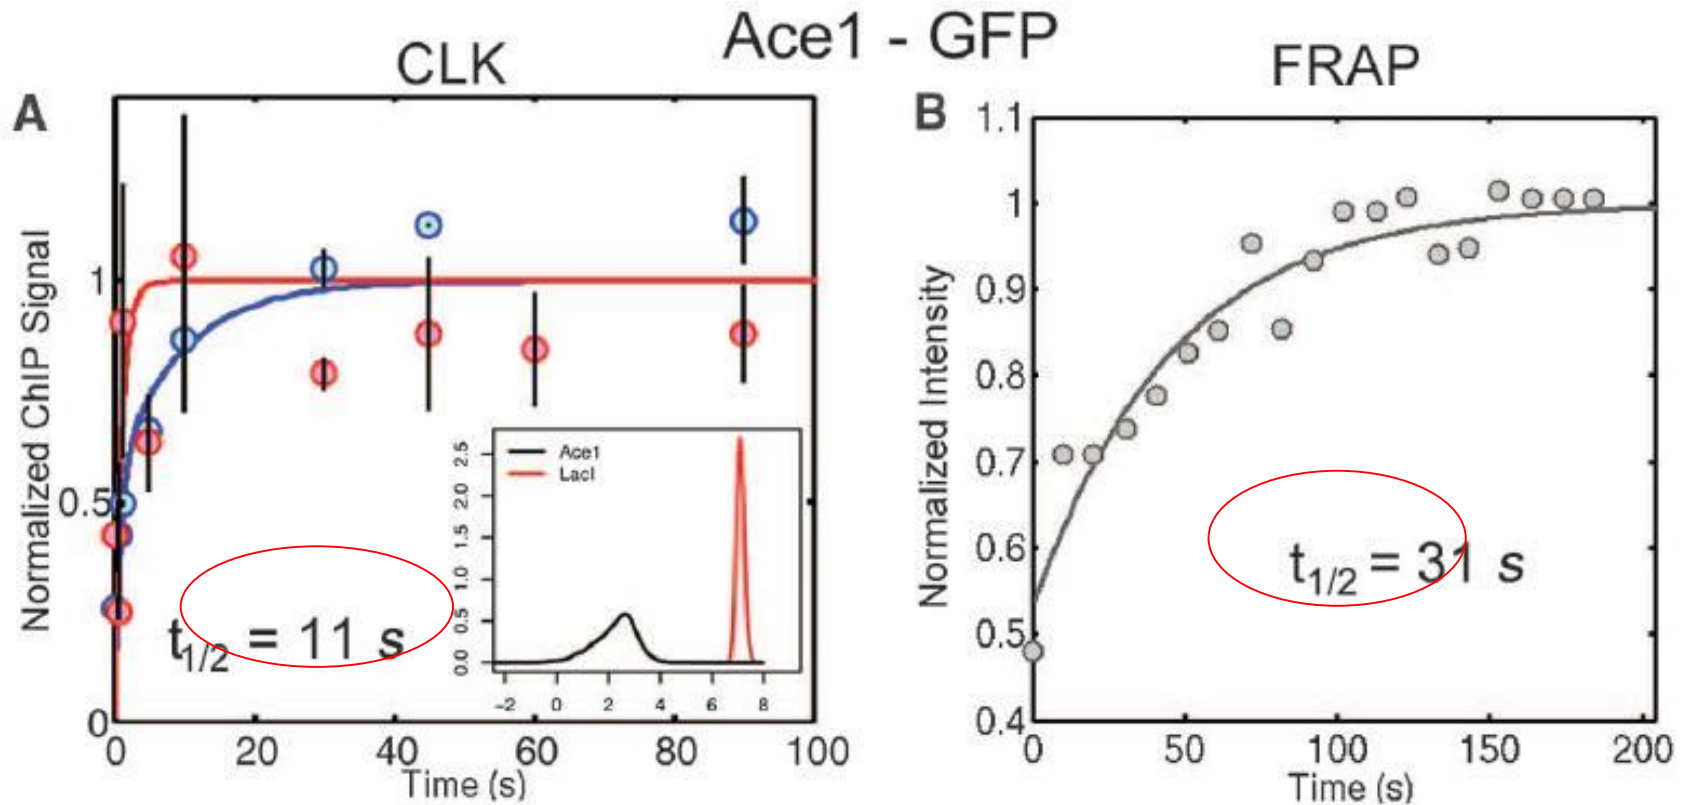 Ace1 - GFP
CLK
FRAP
A
B
Normalized ChIP Signal
1
0.5
0
0
20
40
60
80
100
Time (s)
t1/2 = 11 s
Ace1
LacI
2.5
2.0
1.5
1.0
0.5
0.0
−2
0
2
4
6
8
Normalized Intensity
1.1
1
0.9
0.8
0.7
0.6
0.5
0.4
0
50
100
150
200
Time (s)
t1/2 = 31 s